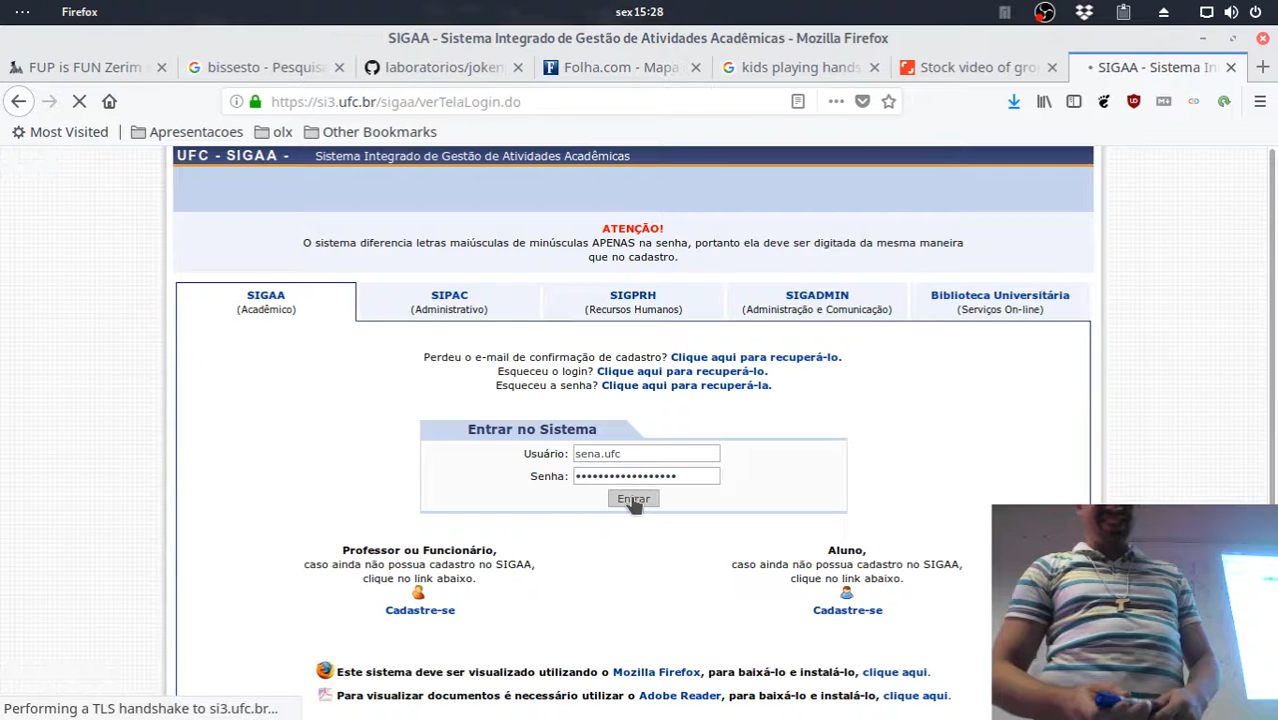 Firefox
sex 15:28
SIGAA - Sistema Integrado de Gestão de Atividades Acadêmicas - Mozilla Firefox
FUP is FUN Zerim
bissesto - Pesquisa
laboratorios/joken
Folha.com - Mapa
kids playing hands
Stock video of gro
SIGAA - Sistema In
https://si3.ufc.br/sigaa/verTelaLogin.do
Most Visited
Apresentacoes
olx
Other Bookmarks
UFC - SIGAA - Sistema Integrado de Gestão de Atividades Acadêmicas
ATENÇÃO!
O sistema diferencia letras maiúsculas de minúsculas APENAS na senha, portanto ela deve ser digitada da mesma maneira
que no cadastro.
SIGAA
(Acadêmico)
SIPAC
(Administrativo)
SIGPRH
(Recursos Humanos)
SIGADMIN
(Administração e Comunicação)
Biblioteca Universitária
(Serviços On-line)
Perdeu o e-mail de confirmação de cadastro? Clique aqui para recuperá-lo.
Esqueceu o login? Clique aqui para recuperá-lo.
Esqueceu a senha? Clique aqui para recuperá-la.
Entrar no Sistema
Usuário: sena.ufc
Senha: ••••••••••••••••••
Entrar
Professor ou Funcionário,
caso ainda não possua cadastro no SIGAA,
clique no link abaixo.
Cadastre-se
Aluno,
caso ainda não possua cadastro no SIGAA,
clique no link abaixo.
Cadastre-se
Este sistema deve ser visualizado utilizando o Mozilla Firefox, para baixá-lo e instalá-lo, clique aqui.
Para visualizar documentos é necessário utilizar o Adobe Reader, para baixá-lo e instalá-lo, clique aqui.
Performing a TLS handshake to si3.ufc.br...